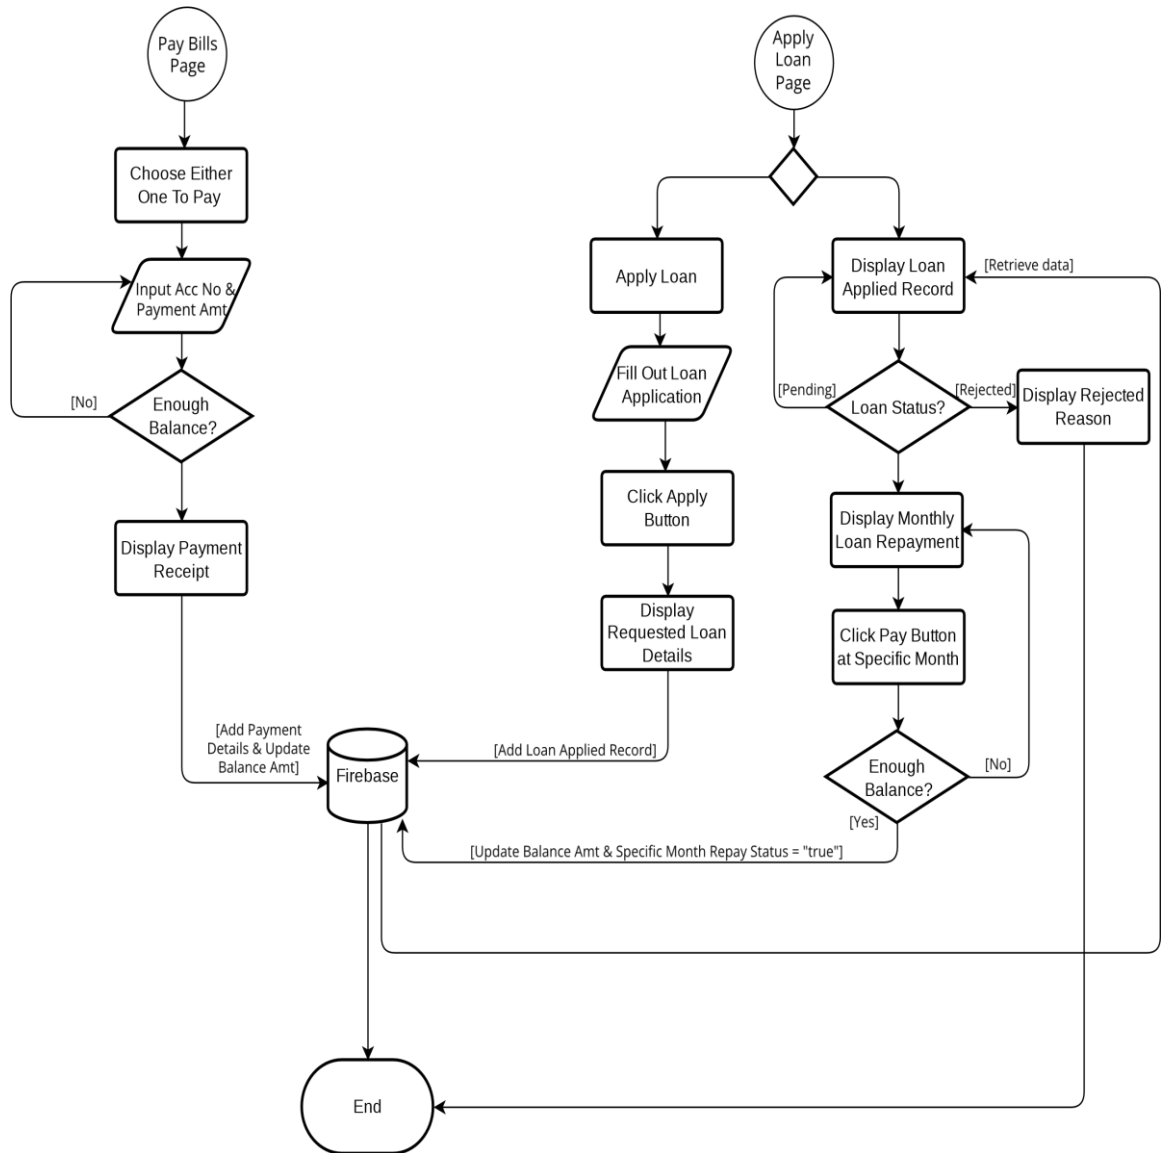 Pay Bills
Page
Choose Either
One To Pay
Input Acc No &
Payment Amt
[No]
Enough
Balance?
Display Payment
Receipt
[Add Payment
Details & Update
Balance Amt]
Firebase
End
Apply
Loan
Page
Apply Loan
Fill Out Loan
Application
Click Apply
Button
Display
Requested Loan
Details
[Add Loan Applied Record]
Display Loan
Applied Record
[Retrieve data]
[Pending]
Loan Status?
[Rejected]
Display Rejected
Reason
Display Monthly
Loan Repayment
Click Pay Button
at Specific Month
Enough
Balance?
[No]
[Yes]
[Update Balance Amt & Specific Month Repay Status = "true"]